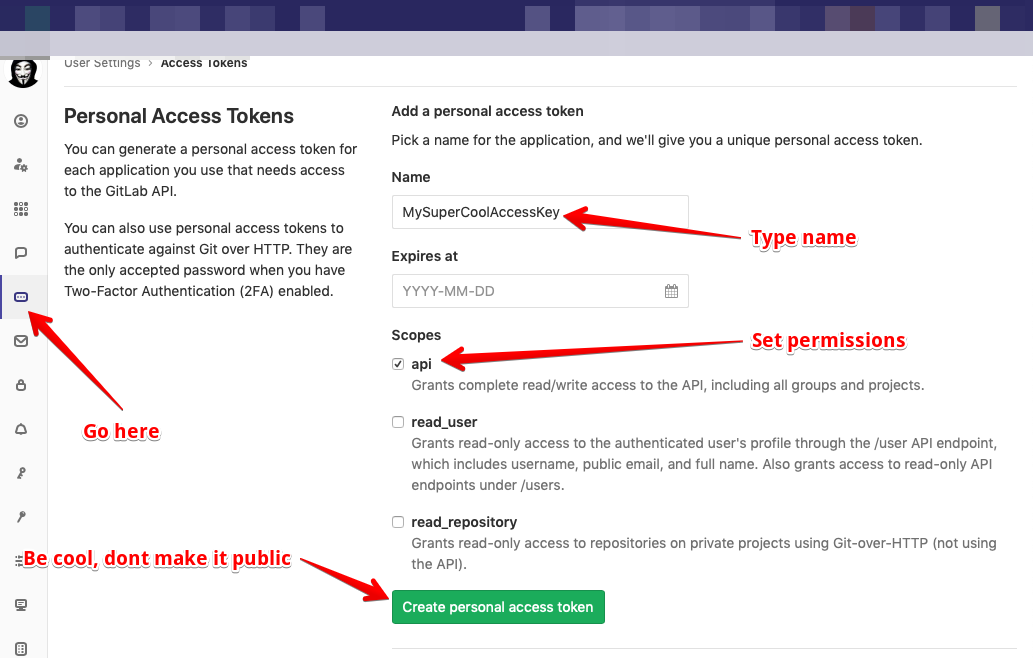 User Settings › Access Tokens
Personal Access Tokens
You can generate a personal access token for
each application you use that needs access
to the GitLab API.
You can also use personal access tokens to
authenticate against Git over HTTP. They are
the only accepted password when you have
Two-Factor Authentication (2FA) enabled.
Go here
Add a personal access token
Pick a name for the application, and we'll give you a unique personal access token.
Name
MySuperCoolAccessKey
Type name
Expires at
YYYY-MM-DD
Scopes
Set permissions
api
Grants complete read/write access to the API, including all groups and projects.
read_user
Grants read-only access to the authenticated user's profile through the /user API endpoint,
which includes username, public email, and full name. Also grants access to read-only API
endpoints under /users.
read_repository
Grants read-only access to repositories on private projects using Git-over-HTTP (not using
the API).
Be cool, dont make it public
Create personal access token